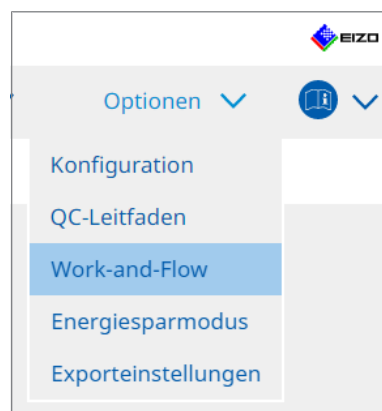 EIZO
Optionen
Konfiguration
QC-Leitfaden
Work-and-Flow
Energiesparmodus
Exporteinstellungen